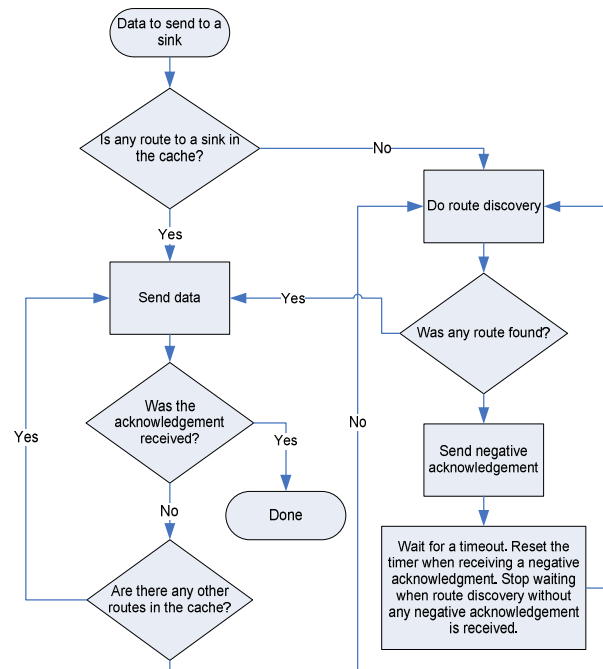 Data to send to a
sink
Is any route to a sink in
the cache?
No
Do route discovery
Yes
Send data
Yes
Was any route found?
Was the
acknowledgement
received?
No
Yes
Yes
Send negative
acknowledgement
No
Done
Wait for a timeout. Reset the
timer when receiving a negative
acknowledgment. Stop waiting
when route discovery without
any negative acknowledgement
is received.
Are there any other
routes in the cache?